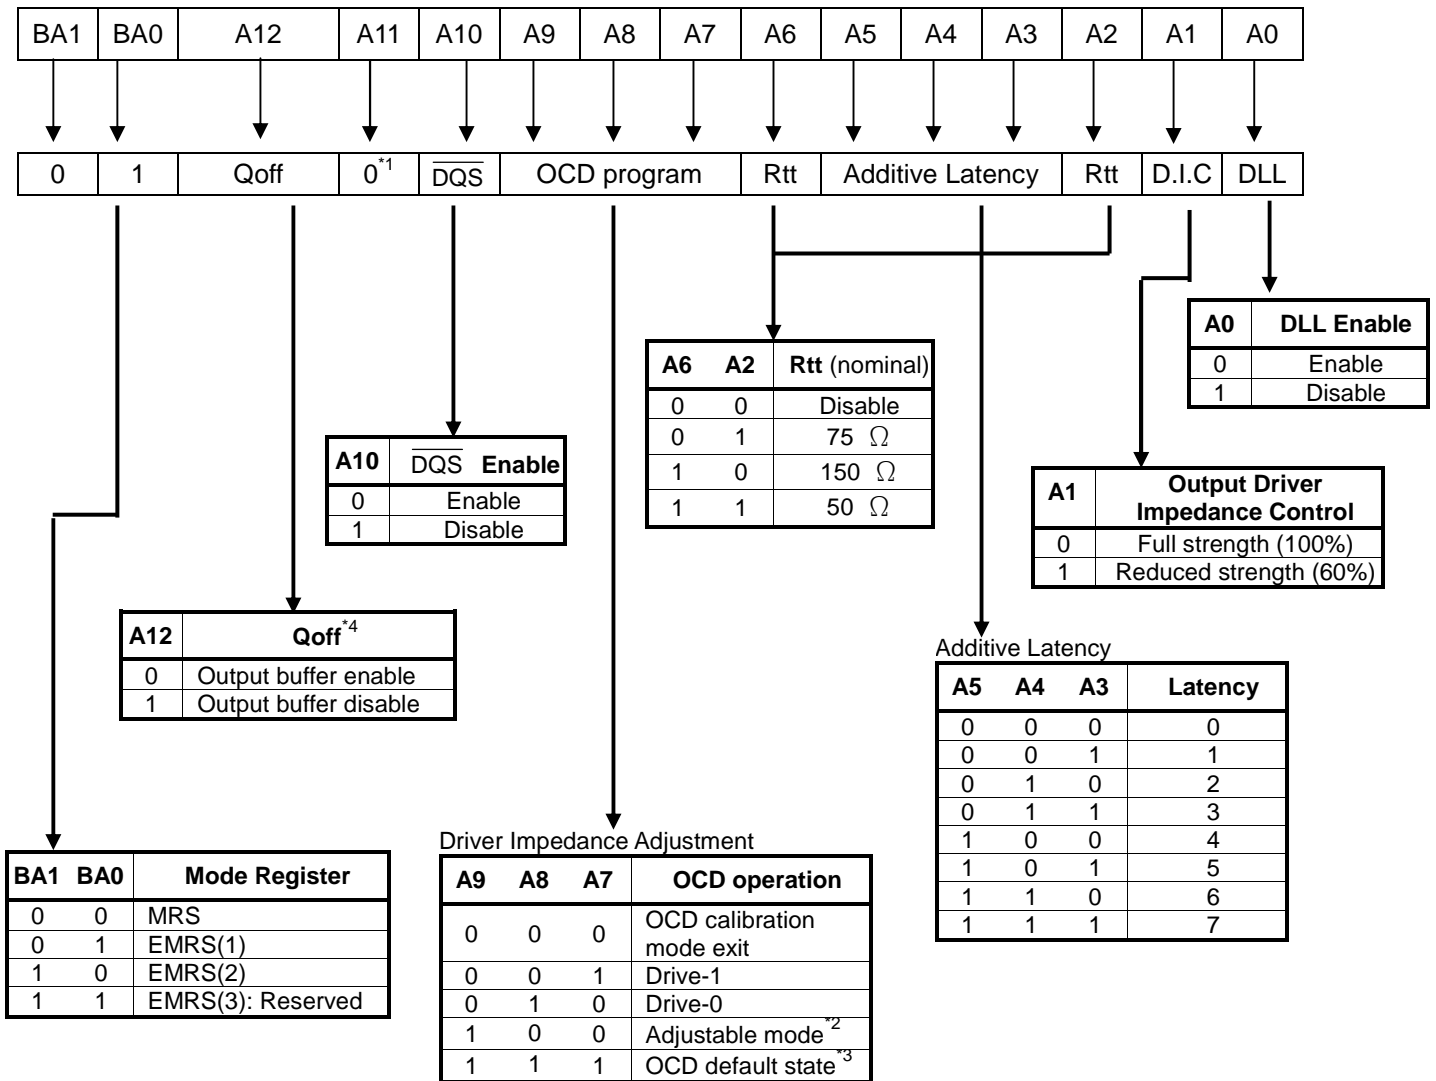 BA1 BA0 A12 A11 A10 A9 A8 A7 A6 A5 A4 A3 A2 A1 A0
0 1 Qoff 0*1 DQS OCD program Rtt Additive Latency Rtt D.I.C DLL
A0 DLL Enable
0 Enable
1 Disable
A6 A2 Rtt (nominal)
0 0 Disable
0 1 75 Ω
1 0 150 Ω
1 1 50 Ω
A10 DQS Enable
0 Enable
1 Disable
A1 Output Driver
Impedance Control
0 Full strength (100%)
1 Reduced strength (60%)
A12 Qoff*4
0 Output buffer enable
1 Output buffer disable
Additive Latency
A5 A4 A3 Latency
0 0 0 0
0 0 1 1
0 1 0 2
0 1 1 3
1 0 0 4
1 0 1 5
1 1 0 6
1 1 1 7
BA1 BA0 Mode Register
0 0 MRS
0 1 EMRS(1)
1 0 EMRS(2)
1 1 EMRS(3): Reserved
Driver Impedance Adjustment
A9 A8 A7 OCD operation
0 0 0 OCD calibration
mode exit
0 0 1 Drive-1
0 1 0 Drive-0
1 0 0 Adjustable mode*2
1 1 1 OCD default state*3